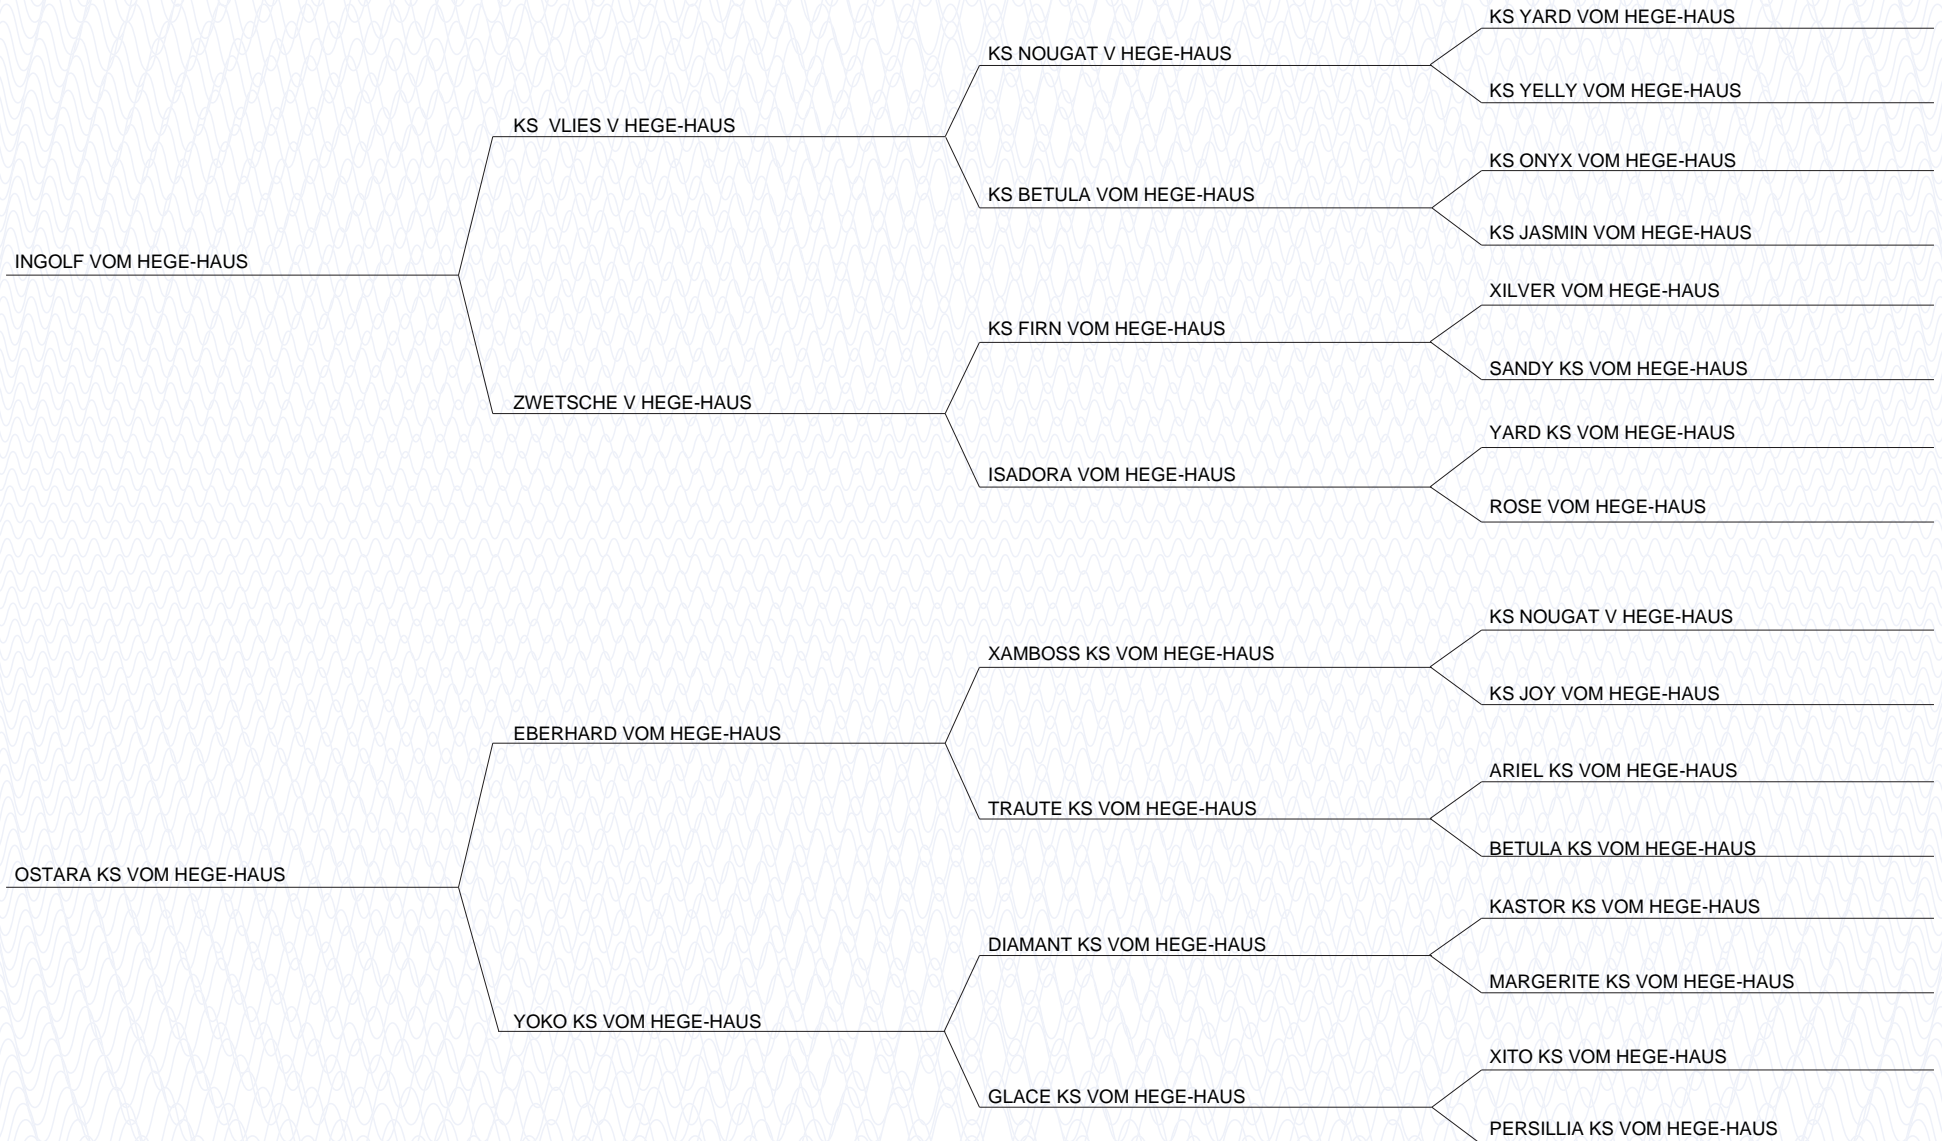 KS YARD VOM HEGE-HAUS
KS NOUGAT V HEGE-HAUS
KS YELLY VOM HEGE-HAUS
KS  VLIES V HEGE-HAUS
KS ONYX VOM HEGE-HAUS
KS BETULA VOM HEGE-HAUS
KS JASMIN VOM HEGE-HAUS
INGOLF VOM HEGE-HAUS
XILVER VOM HEGE-HAUS
KS FIRN VOM HEGE-HAUS
SANDY KS VOM HEGE-HAUS
ZWETSCHE V HEGE-HAUS
YARD KS VOM HEGE-HAUS
ISADORA VOM HEGE-HAUS
ROSE VOM HEGE-HAUS
KS NOUGAT V HEGE-HAUS
XAMBOSS KS VOM HEGE-HAUS
KS JOY VOM HEGE-HAUS
EBERHARD VOM HEGE-HAUS
ARIEL KS VOM HEGE-HAUS
TRAUTE KS VOM HEGE-HAUS
BETULA KS VOM HEGE-HAUS
OSTARA KS VOM HEGE-HAUS
KASTOR KS VOM HEGE-HAUS
DIAMANT KS VOM HEGE-HAUS
MARGERITE KS VOM HEGE-HAUS
YOKO KS VOM HEGE-HAUS
XITO KS VOM HEGE-HAUS
GLACE KS VOM HEGE-HAUS
PERSILLIA KS VOM HEGE-HAUS